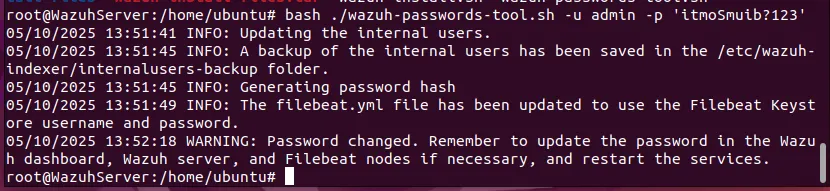 root@WazuhServer:/home/ubuntu# bash ./wazuh-passwords-tool.sh -u admin -p 'itmoSmuib?123'
05/10/2025 13:51:41 INFO: Updating the internal users.
05/10/2025 13:51:45 INFO: A backup of the internal users has been saved in the /etc/wazuh-
indexer/internalusers-backup folder.
05/10/2025 13:51:45 INFO: Generating password hash
05/10/2025 13:51:49 INFO: The filebeat.yml file has been updated to use the Filebeat Keyst
ore username and password.
05/10/2025 13:52:18 WARNING: Password changed. Remember to update the password in the Wazu
h dashboard, Wazuh server, and Filebeat nodes if necessary, and restart the services.
root@WazuhServer:/home/ubuntu#